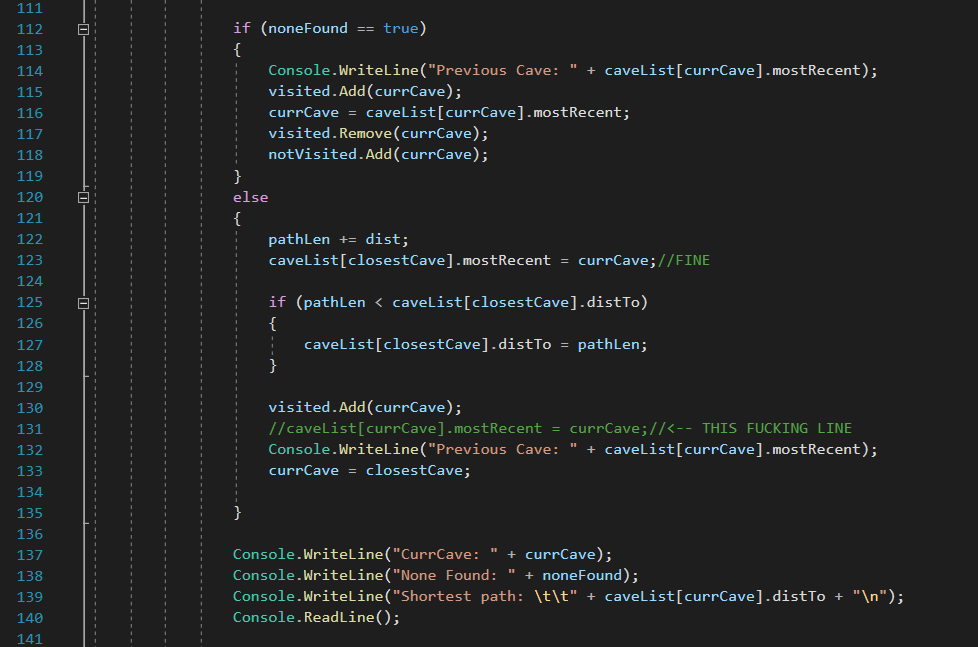 111
112 if (noneFound == true)
113 {
114 Console.WriteLine("Previous Cave: " + caveList[currCave].mostRecent);
115 visited.Add(currCave);
116 currCave = caveList[currCave].mostRecent;
117 visited.Remove(currCave);
118 notVisited.Add(currCave);
119 }
120 else
121 {
122 pathLen += dist;
123 caveList[closestCave].mostRecent = currCave;//FINE
124
125 if (pathLen < caveList[closestCave].distTo)
126 {
127 caveList[closestCave].distTo = pathLen;
128 }
129
130 visited.Add(currCave);
131 //caveList[currCave].mostRecent = currCave;//<-- THIS FUCKING LINE
132 Console.WriteLine("Previous Cave: " + caveList[currCave].mostRecent);
133 currCave = closestCave;
134
135 }
136
137 Console.WriteLine("CurrCave: " + currCave);
138 Console.WriteLine("None Found: " + noneFound);
139 Console.WriteLine("Shortest path: \t\t" + caveList[currCave].distTo + "\n");
140 Console.ReadLine();
141